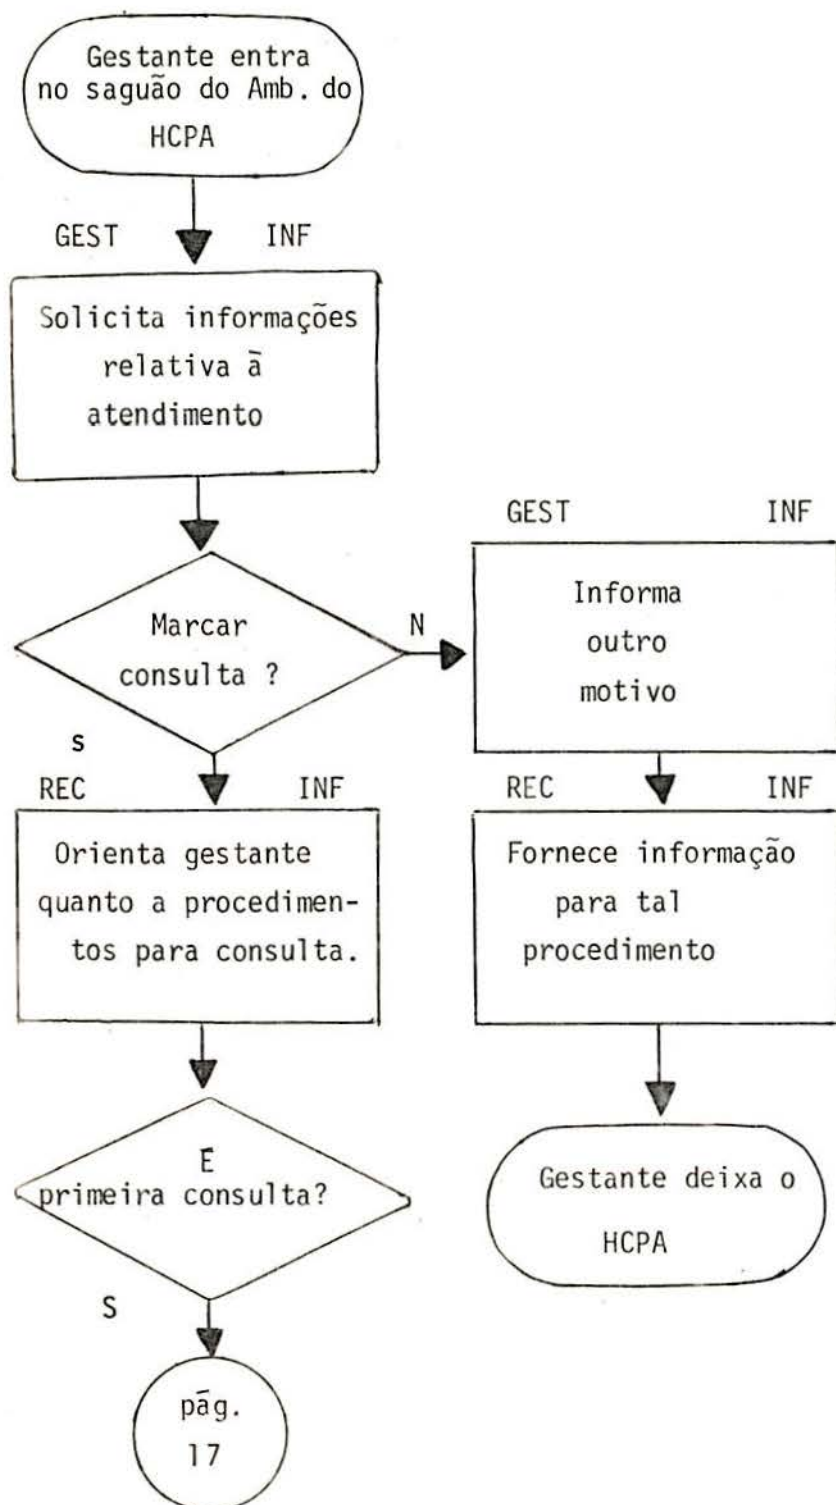 Gestante entra
no saguão do Amb. do
HCPA
GEST INF
Solicita informações
relativa à
atendimento
Marcar
consulta ?
N
S
GEST INF
Informa
outro
motivo
REC INF
Orienta gestante
quanto a procedimen-
tos para consulta.
REC INF
Fornece informação
para tal
procedimento
É
primeira consulta?
S
Gestante deixa o
HCPA
pág.
17